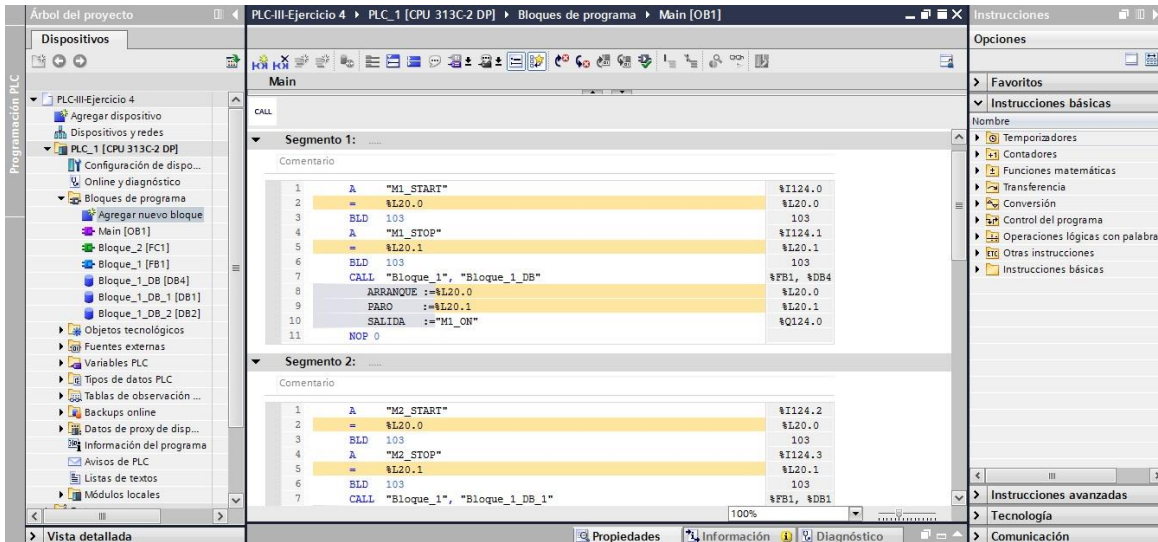 Árbol del proyecto
PLC-III-Ejercicio 4 ▸ PLC_1 [CPU 313C-2 DP] ▸ Bloques de programa ▸ Main [OB1]
Instrucciones
Programación PLC
Dispositivos
PLC-III-Ejercicio 4
Agregar dispositivo
Dispositivos y redes
PLC_1 [CPU 313C-2 DP]
Configuración de dispo...
Online y diagnóstico
Bloques de programa
Agregar nuevo bloque
Main [OB1]
Bloque_2 [FC1]
Bloque_1 [FB1]
Bloque_1_DB [DB4]
Bloque_1_DB_1 [DB1]
Bloque_1_DB_2 [DB2]
Objetos tecnológicos
Fuentes externas
Variables PLC
Tipos de datos PLC
Tablas de observación ...
Backups online
Datos de proxy de disp...
Información del programa
Avisos de PLC
Listas de textos
Módulos locales
Vista detallada
Main
CALL
Segmento 1: .....
Comentario
1 A "M1_START" %I124.0
2 = %L20.0 %L20.0
3 BLD 103 103
4 A "M1_STOP" %I124.1
5 = %L20.1 %L20.1
6 BLD 103 103
7 CALL "Bloque_1", "Bloque_1_DB" %FB1, %DB4
8 ARRANQUE :=%L20.0 %L20.0
9 PARO :=%L20.1 %L20.1
10 SALIDA :="M1_ON" %Q124.0
11 NOP 0
Segmento 2: .....
Comentario
1 A "M2_START" %I124.2
2 = %L20.0 %L20.0
3 BLD 103 103
4 A "M2_STOP" %I124.3
5 = %L20.1 %L20.1
6 BLD 103 103
7 CALL "Bloque_1", "Bloque_1_DB_1" %FB1, %DB1
100%
Propiedades Información Diagnóstico
Opciones
Favoritos
Instrucciones básicas
Nombre
Temporizadores
Contadores
Funciones matemáticas
Transferencia
Conversión
Control del programa
Operaciones lógicas con palabra
Otras instrucciones
Instrucciones básicas
Instrucciones avanzadas
Tecnología
Comunicación